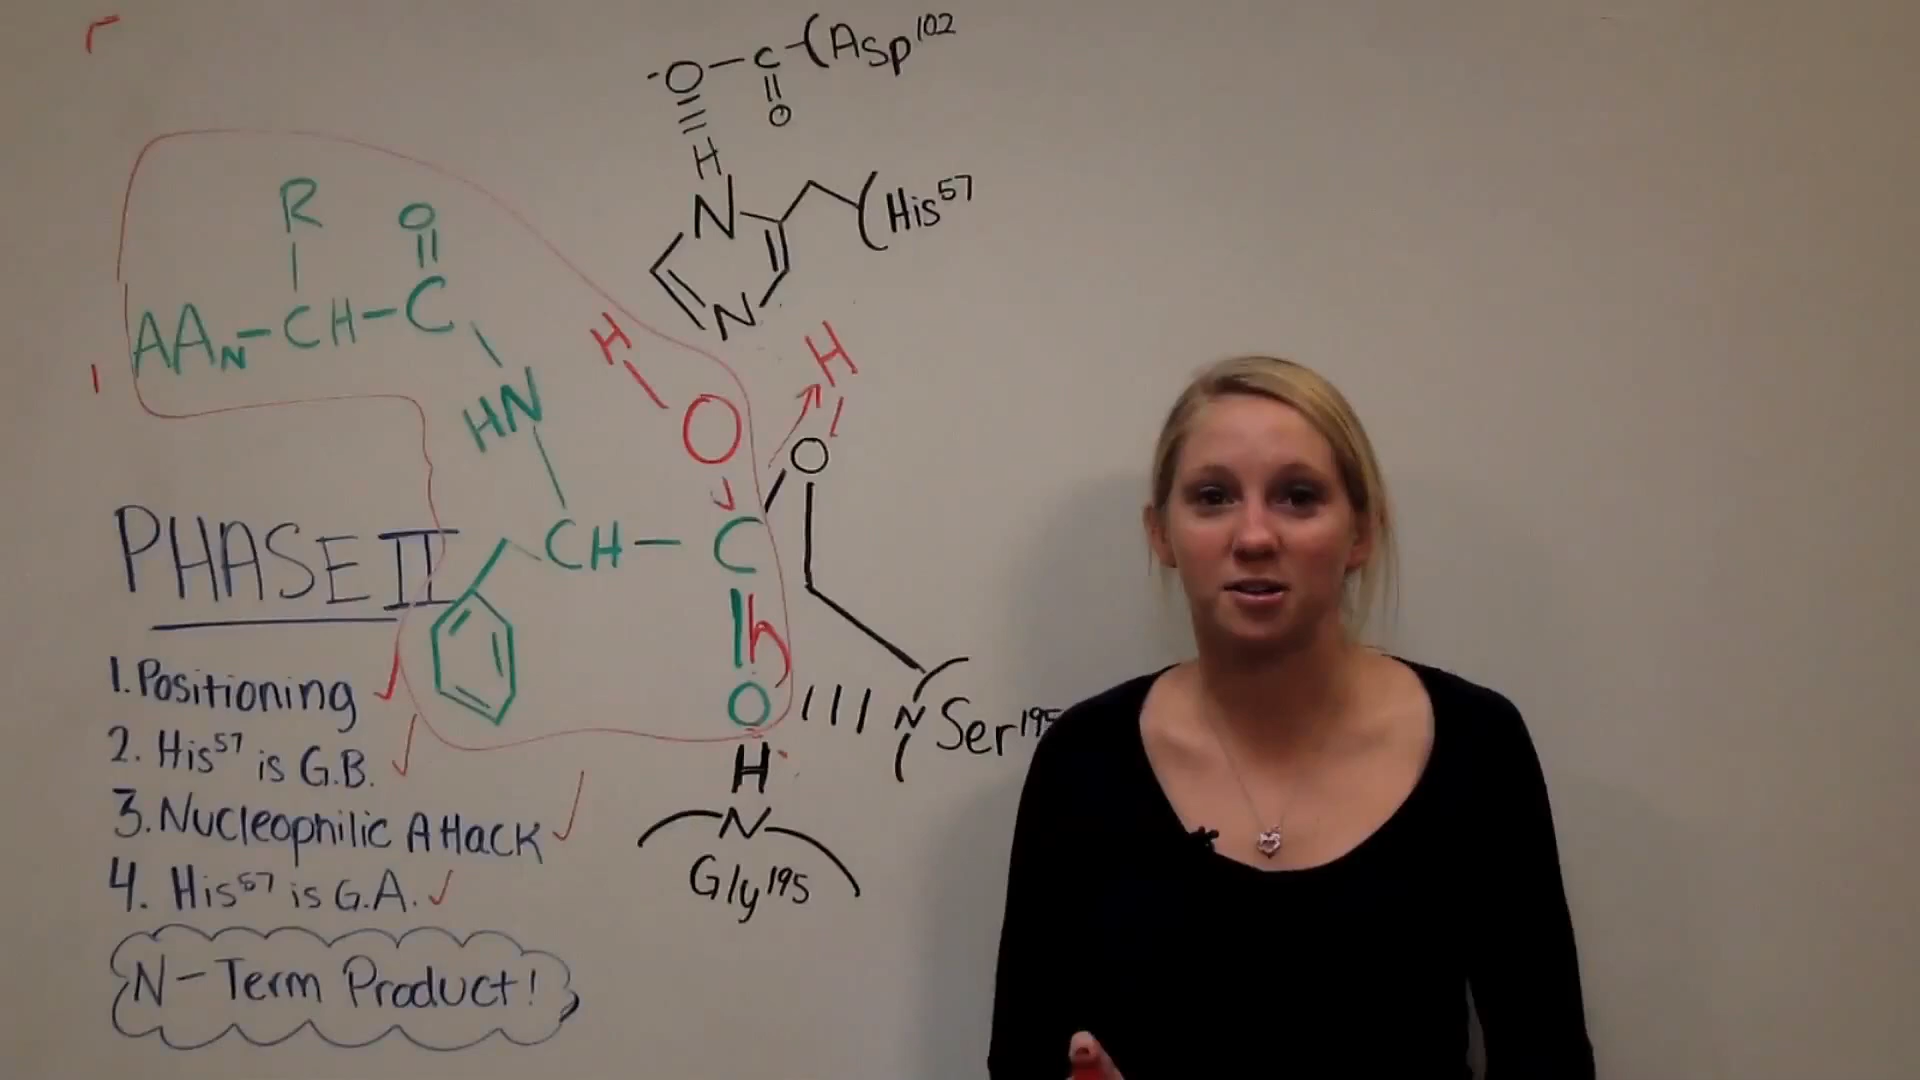 -O-C-(Asp102
O
H
N
(His57
N
R
O
AAN-CH-C
HN
H
H
O
O
CH-C
O
N
Ser195
H
N
Gly195
PHASE II
1. Positioning ✓
2. His57 is G.B. ✓
3. Nucleophilic Attack ✓
4. His57 is G.A. ✓
N-Term Product!